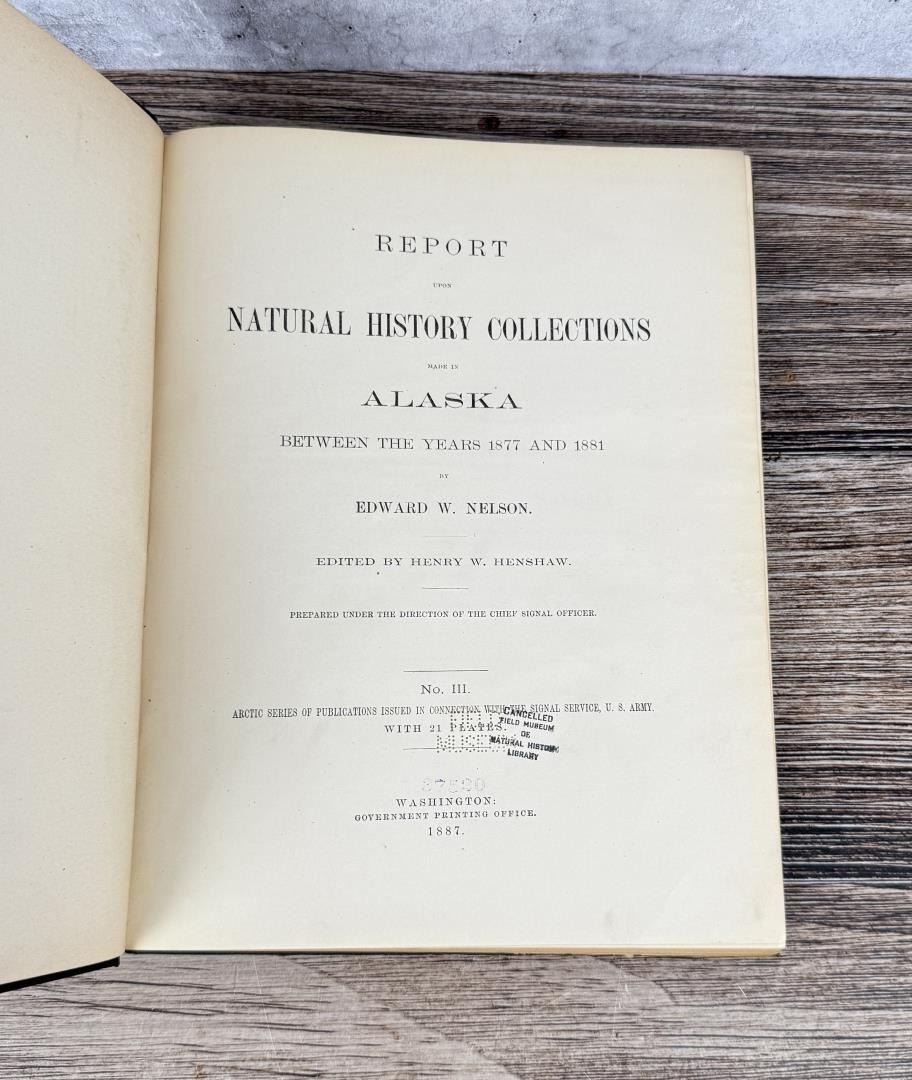 REPORT
UPON
NATURAL HISTORY COLLECTIONS
MADE IN
ALASKA
BETWEEN THE YEARS 1877 AND 1881
BY
EDWARD W. NELSON.
EDITED BY HENRY W. HENSHAW.
PREPARED UNDER THE DIRECTION OF THE CHIEF SIGNAL OFFICER.
No. III.
ARCTIC SERIES OF PUBLICATIONS ISSUED IN CONNECTION WITH THE SIGNAL SERVICE, U. S. ARMY.
WITH 21 PLATES.
FIELD
MUSEUM
CANCELLED
FIELD MUSEUM
OF
NATURAL HISTORY
LIBRARY
WASHINGTON:
GOVERNMENT PRINTING OFFICE.
1887.